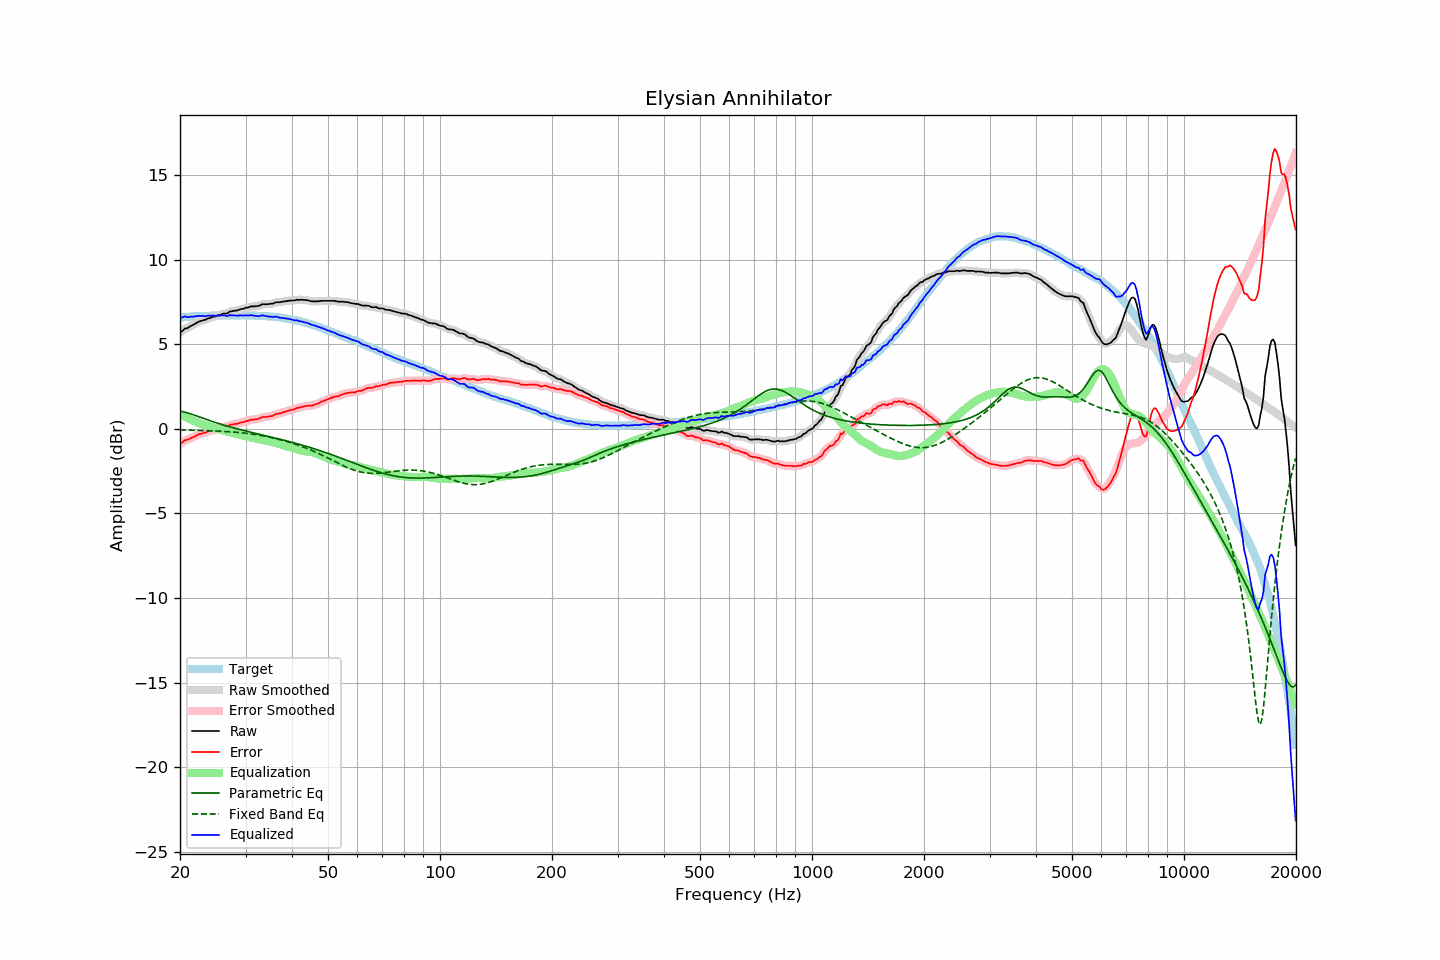 Elysian Annihilator
Amplitude (dBr)
15
10
5
0
−5
−10
−15
−20
−25
Target
Raw Smoothed
Error Smoothed
Raw
Error
Equalization
Parametric Eq
Fixed Band Eq
Equalized
20 50 100 200 500 1000 2000 5000 10000 20000
Frequency (Hz)